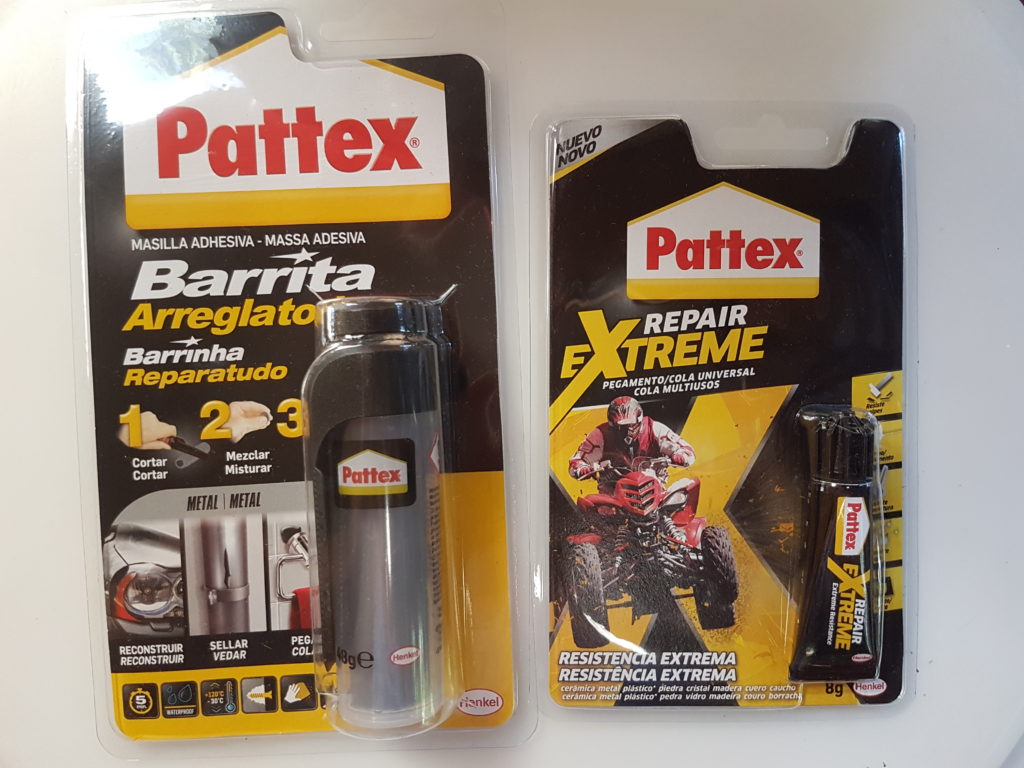 Pattex®
MASILLA ADHESIVA - MASSA ADESIVA
Barrita
Arreglato
Barrinha
Reparatudo
1 2 3
Cortar
Cortar
Mezclar
Misturar
METAL | METAL
RECONSTRUIR
RECONSTRUIR
SELLAR
VEDAR
PEGA
COLA
Pattex
48g℮
Henkel
5
MIN.
WATERPROOF
+120°C
-30°C
Henkel
NUEVO
NOVO
Pattex®
REPAIR
EXTREME
PEGAMENTO/COLA UNIVERSAL
COLA MULTIUSOS
Resiste
Pattex
REPAIR
EXTREME
Extreme Resistance
RESISTENCIA EXTREMA
RESISTÊNCIA EXTREMA
cerámica metal plástico* piedra cristal madera cuero caucho
cerâmica metal plástico* pedra vidro madeira couro borracha
8g
Henkel